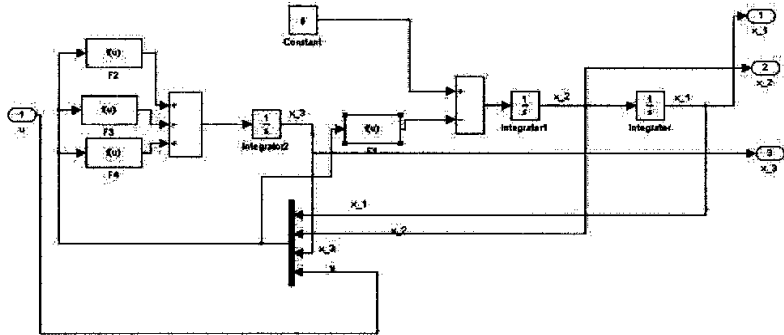 Constant
1
x_1
f(u)
F2
2
x_2
f(u)
F3
1
u
f(u)
F4
1
s
x_3
Integrator2
f(u)
1
s
x_2
Integrator1
1
s
x_1
Integrator
3
x_3
x_1
x_2
x_3